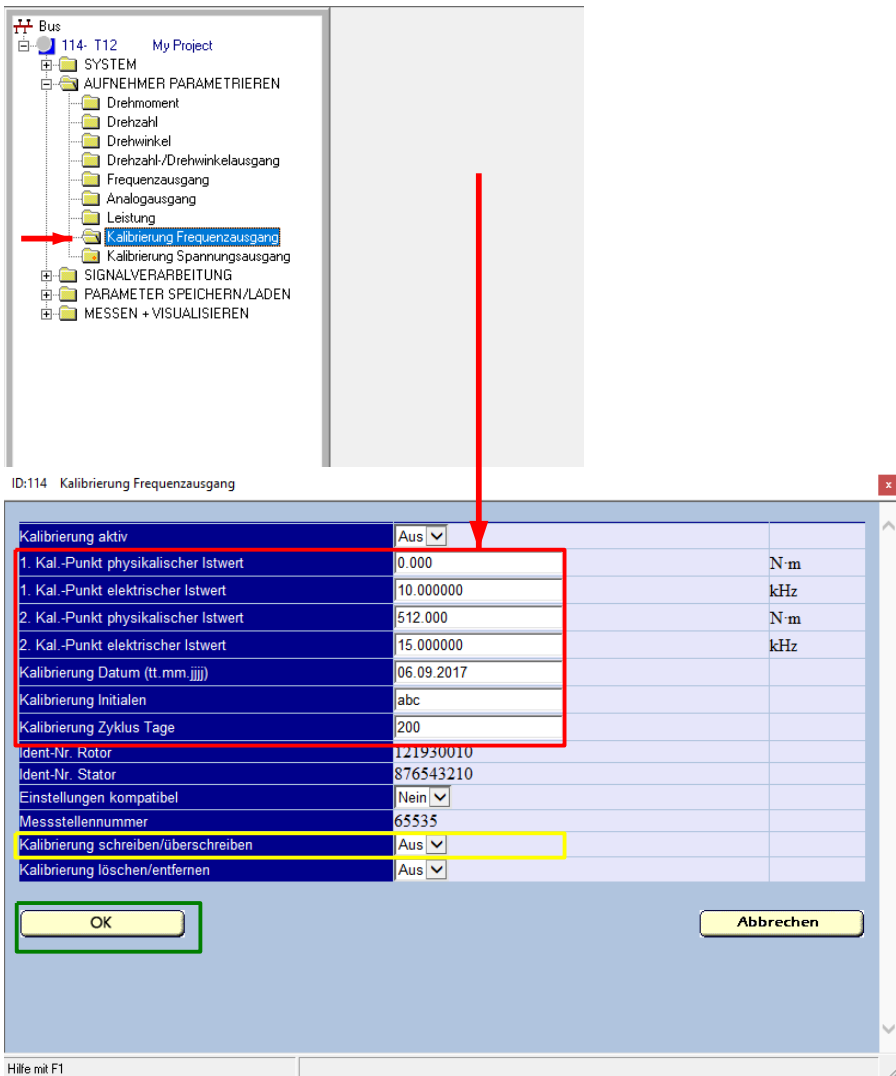 Bus
114- T12 My Project
SYSTEM
AUFNEHMER PARAMETRIEREN
Drehmoment
Drehzahl
Drehwinkel
Drehzahl-/Drehwinkelausgang
Frequenzausgang
Analogausgang
Leistung
Kalibrierung Frequenzausgang
Kalibrierung Spannungsausgang
SIGNALVERARBEITUNG
PARAMETER SPEICHERN/LADEN
MESSEN + VISUALISIEREN
ID:114 Kalibrierung Frequenzausgang
x
Kalibrierung aktiv Aus
1. Kal.-Punkt physikalischer Istwert 0.000 N·m
1. Kal.-Punkt elektrischer Istwert 10.000000 kHz
2. Kal.-Punkt physikalischer Istwert 512.000 N·m
2. Kal.-Punkt elektrischer Istwert 15.000000 kHz
Kalibrierung Datum (tt.mm.jjjj) 06.09.2017
Kalibrierung Initialen abc
Kalibrierung Zyklus Tage 200
Ident-Nr. Rotor 121930010
Ident-Nr. Stator 876543210
Einstellungen kompatibel Nein
Messstellennummer 65535
Kalibrierung schreiben/überschreiben Aus
Kalibrierung löschen/entfernen Aus
OK Abbrechen
Hilfe mit F1